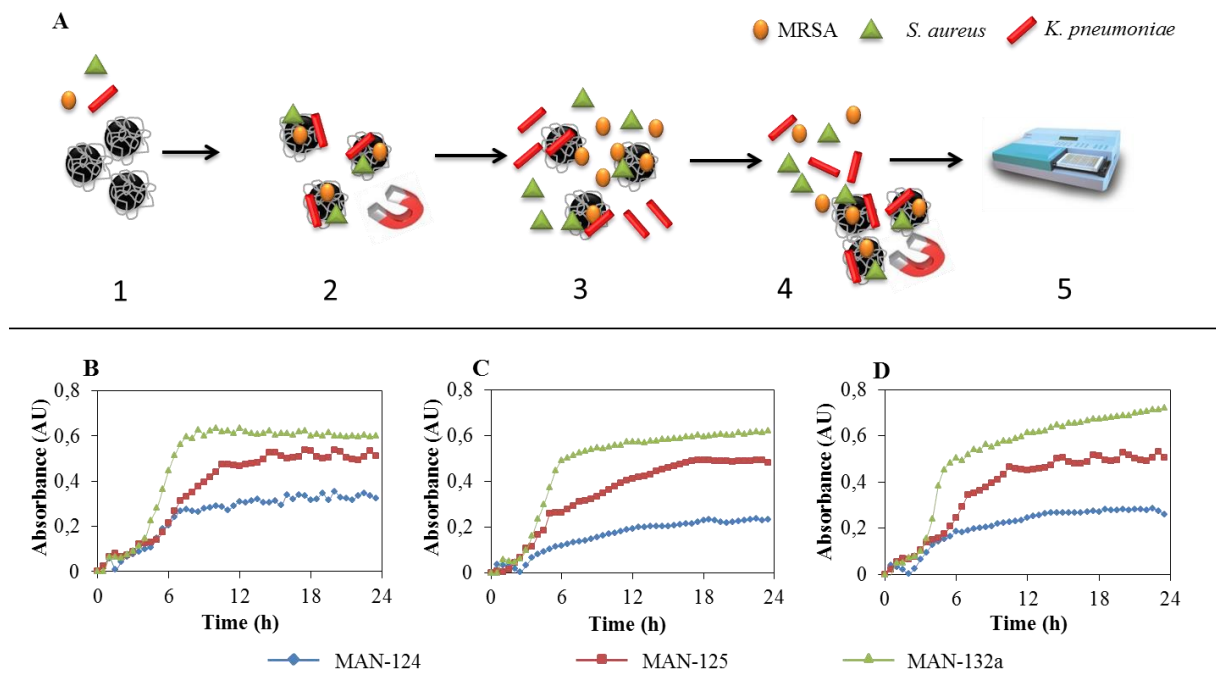 A
MRSA
S. aureus
K. pneumoniae
1
2
3
4
5
B
C
D
Absorbance (AU)
0,8
0,6
0,4
0,2
0
0 6 12 18 24
Time (h)
Absorbance (AU)
0,8
0,6
0,4
0,2
0
0 6 12 18 24
Time (h)
Absorbance (AU)
0,8
0,6
0,4
0,2
0
0 6 12 18 24
Time (h)
MAN-124
MAN-125
MAN-132a